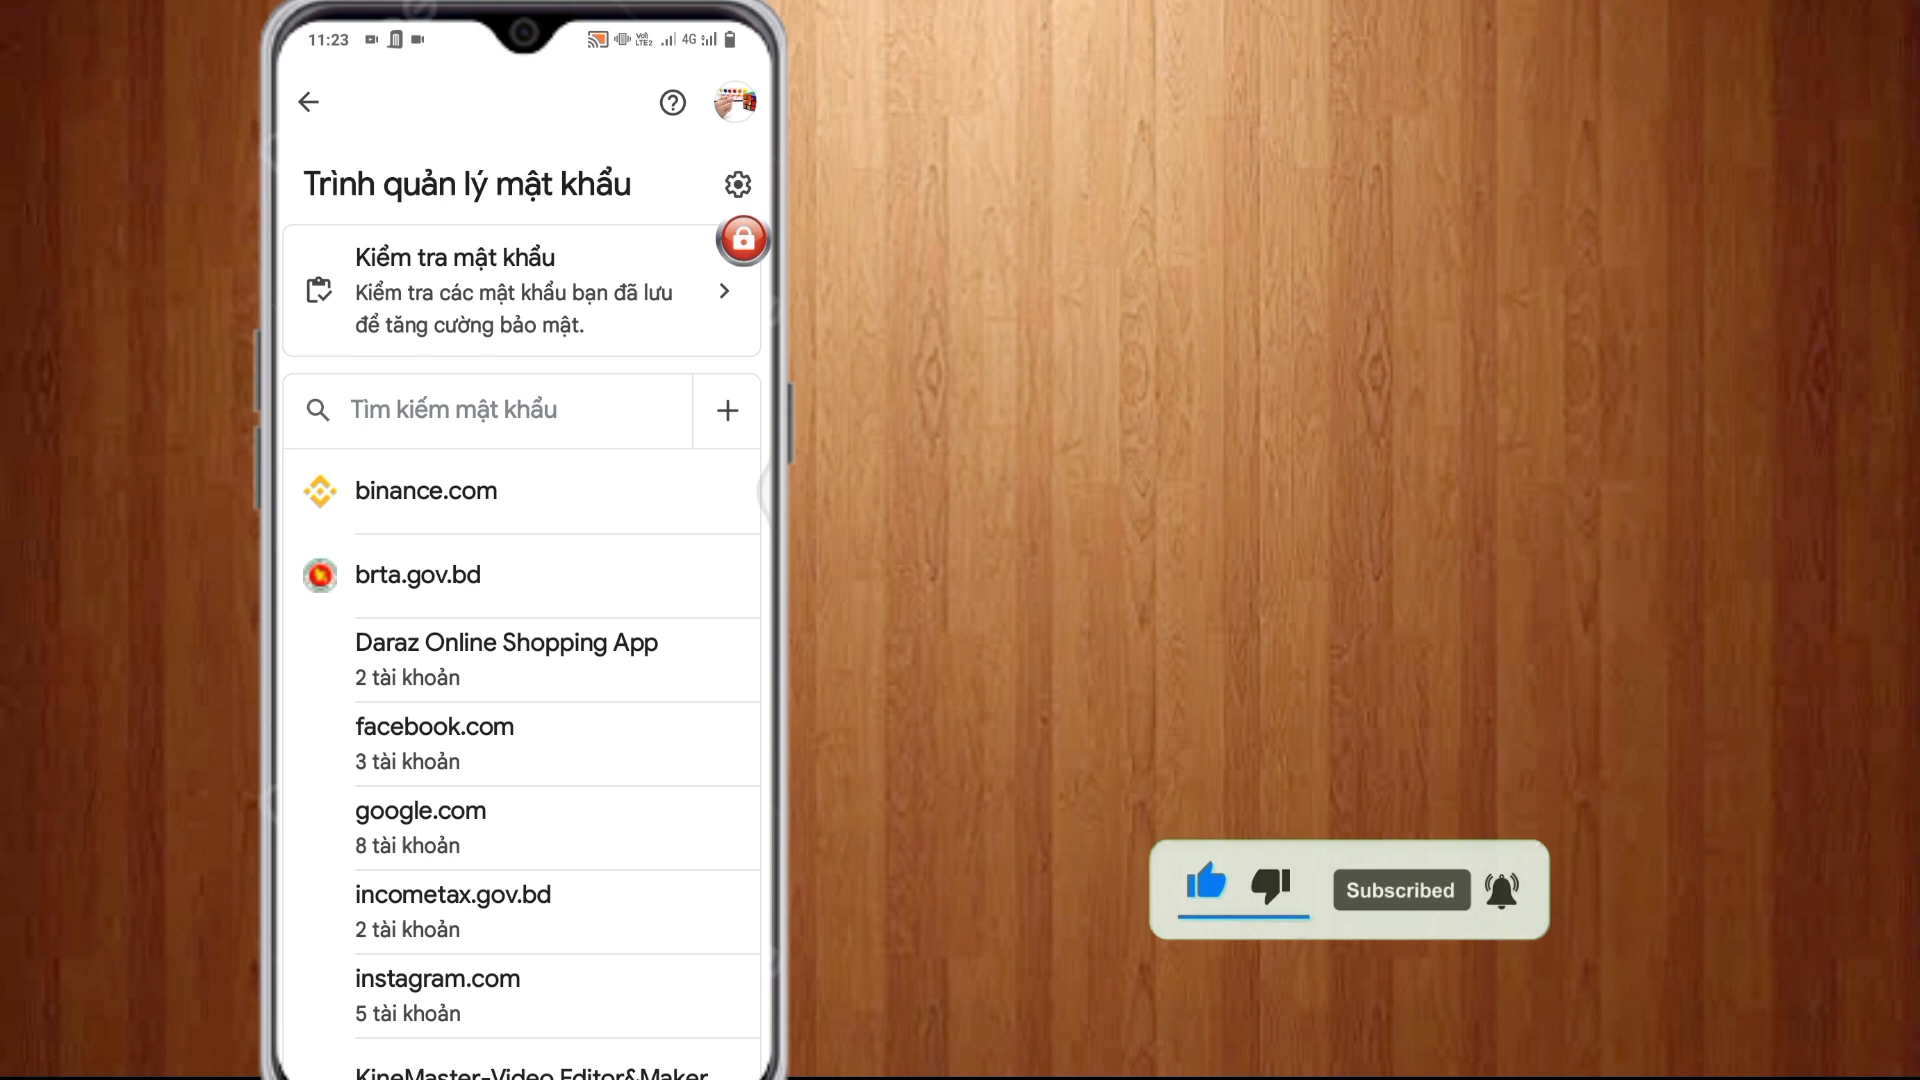 11:23
Vol
LTE2
4G
Trình quản lý mật khẩu
Kiểm tra mật khẩu
Kiểm tra các mật khẩu bạn đã lưu
để tăng cường bảo mật.
Tìm kiếm mật khẩu
binance.com
brta.gov.bd
Daraz Online Shopping App
2 tài khoản
facebook.com
3 tài khoản
google.com
8 tài khoản
incometax.gov.bd
2 tài khoản
instagram.com
5 tài khoản
KineMaster-Video Editor&Maker
Subscribed